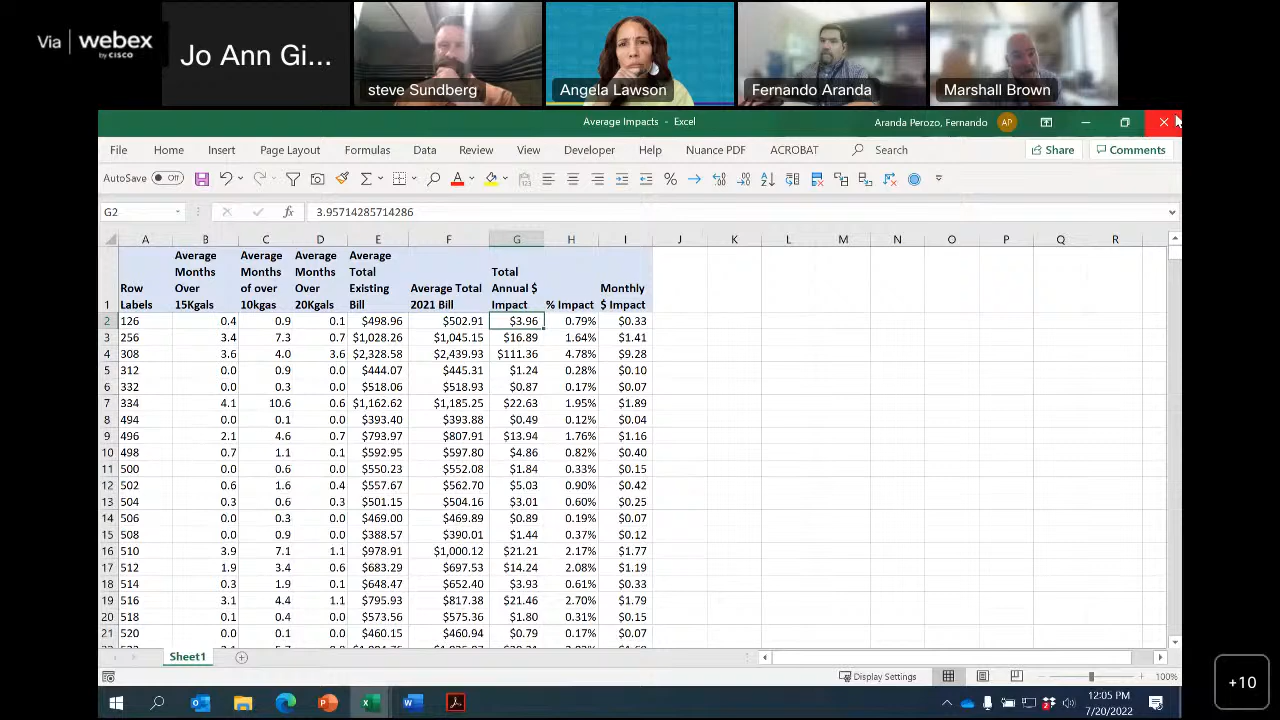 Via webex
by CISCO
Jo Ann Gi...
steve Sundberg
Angela Lawson
Fernando Aranda
Marshall Brown
Average Impacts - Excel
Aranda Perozo, Fernando AP
File Home Insert Page Layout Formulas Data Review View Developer Help Nuance PDF ACROBAT Search Share Comments
AutoSave Off
G2 fx 3.95714285714286
A B C D E F G H I J K L M N O P Q R
1 Row Labels Average Months Over 15Kgals Average Months of over 10kgas Average Months Over 20Kgals Average Total Existing Bill Average Total 2021 Bill Total Annual $ Impact % Impact Monthly $ Impact
2 126 0.4 0.9 0.1 $498.96 $502.91 $3.96 0.79% $0.33
3 256 3.4 7.3 0.7 $1,028.26 $1,045.15 $16.89 1.64% $1.41
4 308 3.6 4.0 3.6 $2,328.58 $2,439.93 $111.36 4.78% $9.28
5 312 0.0 0.9 0.0 $444.07 $445.31 $1.24 0.28% $0.10
6 332 0.0 0.3 0.0 $518.06 $518.93 $0.87 0.17% $0.07
7 334 4.1 10.6 0.6 $1,162.62 $1,185.25 $22.63 1.95% $1.89
8 494 0.0 0.1 0.0 $393.40 $393.88 $0.49 0.12% $0.04
9 496 2.1 4.6 0.7 $793.97 $807.91 $13.94 1.76% $1.16
10 498 0.7 1.1 0.1 $592.95 $597.80 $4.86 0.82% $0.40
11 500 0.0 0.6 0.0 $550.23 $552.08 $1.84 0.33% $0.15
12 502 0.6 1.6 0.4 $557.67 $562.70 $5.03 0.90% $0.42
13 504 0.3 0.6 0.3 $501.15 $504.16 $3.01 0.60% $0.25
14 506 0.0 0.3 0.0 $469.00 $469.89 $0.89 0.19% $0.07
15 508 0.0 0.9 0.0 $388.57 $390.01 $1.44 0.37% $0.12
16 510 3.9 7.1 1.1 $978.91 $1,000.12 $21.21 2.17% $1.77
17 512 1.9 3.4 0.6 $683.29 $697.53 $14.24 2.08% $1.19
18 514 0.3 1.9 0.1 $648.47 $652.40 $3.93 0.61% $0.33
19 516 3.1 4.4 1.1 $795.93 $817.38 $21.46 2.70% $1.79
20 518 0.1 0.4 0.0 $573.56 $575.36 $1.80 0.31% $0.15
21 520 0.0 0.1 0.0 $460.15 $460.94 $0.79 0.17% $0.07
Sheet1
Display Settings 100%
12:05 PM
7/20/2022
+10